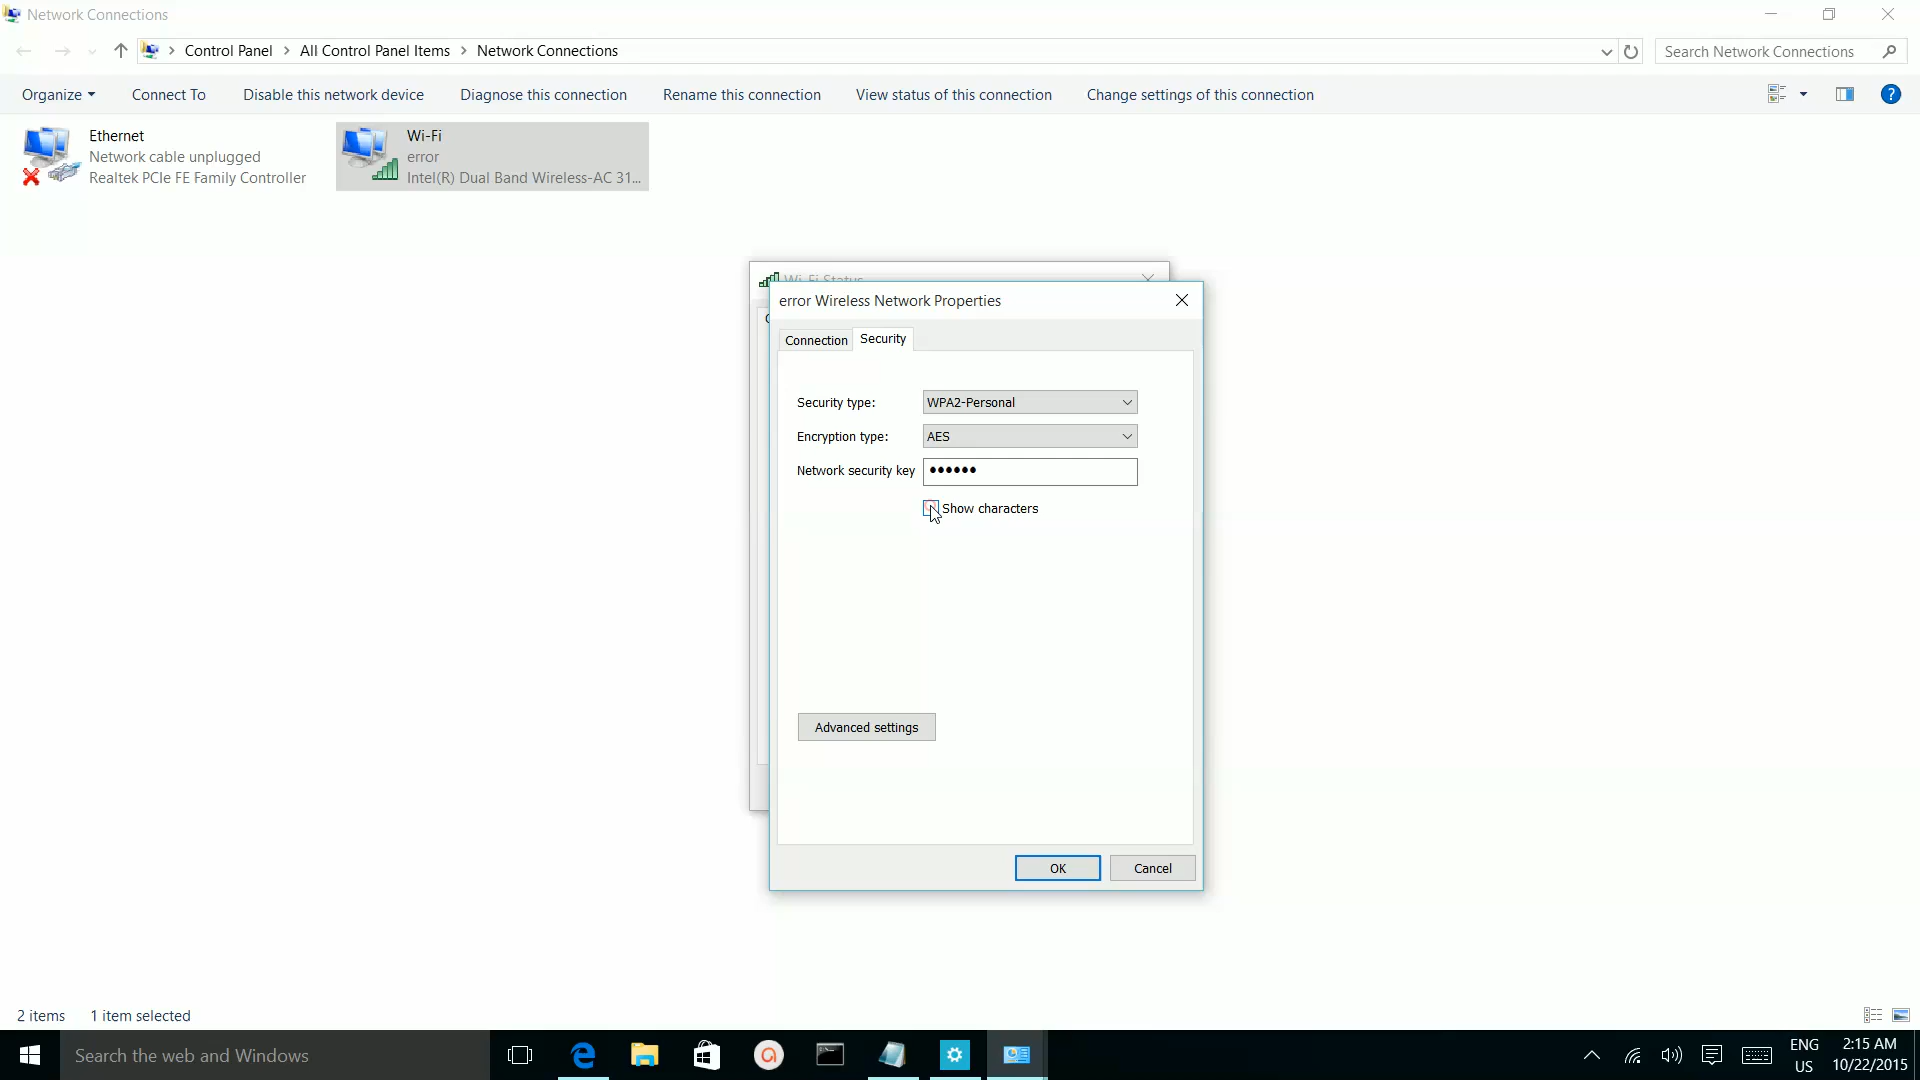 Network Connections
Control Panel > All Control Panel Items > Network Connections
Search Network Connections
Organize
Connect To
Disable this network device
Diagnose this connection
Rename this connection
View status of this connection
Change settings of this connection
Ethernet
Network cable unplugged
Realtek PCIe FE Family Controller
Wi-Fi
error
Intel(R) Dual Band Wireless-AC 31...
Wi-Fi Status
error Wireless Network Properties
Connection
Security
Security type:
WPA2-Personal
Encryption type:
AES
Network security key
••••••
Show characters
Advanced settings
OK
Cancel
2 items
1 item selected
Search the web and Windows
ENG
US
2:15 AM
10/22/2015